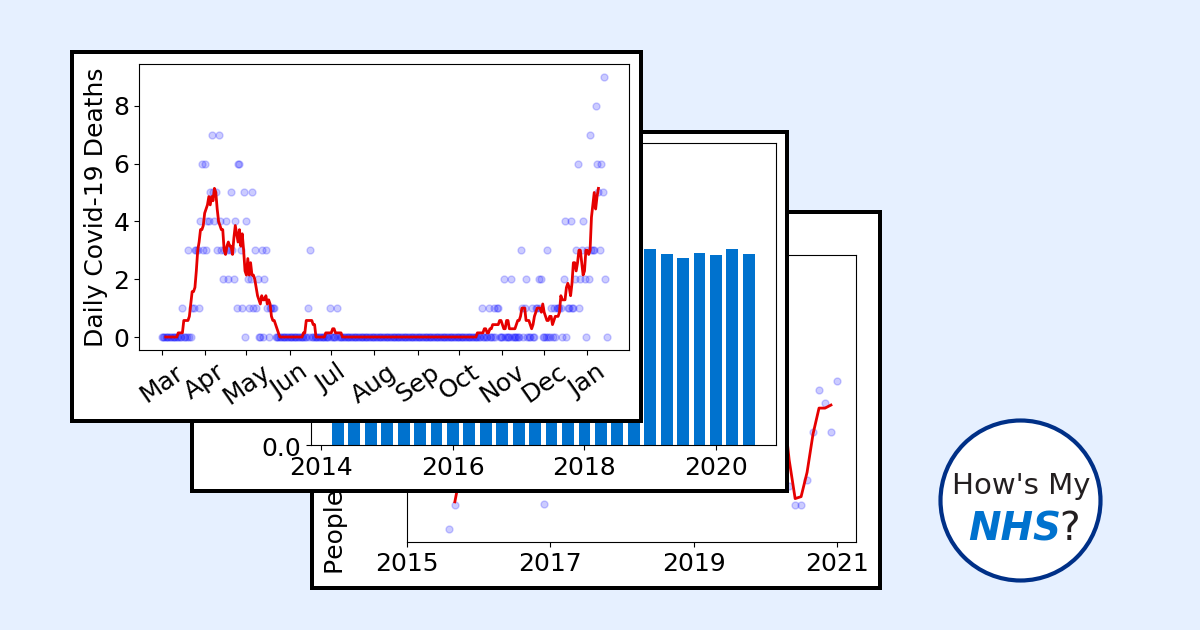 Daily Covid-19 Deaths
8
6
4
2
0
Mar Apr May Jun Jul Aug Sep Oct Nov Dec Jan
0.0
2014 2016 2018 2020
People
2015 2017 2019 2021
How's My
NHS?